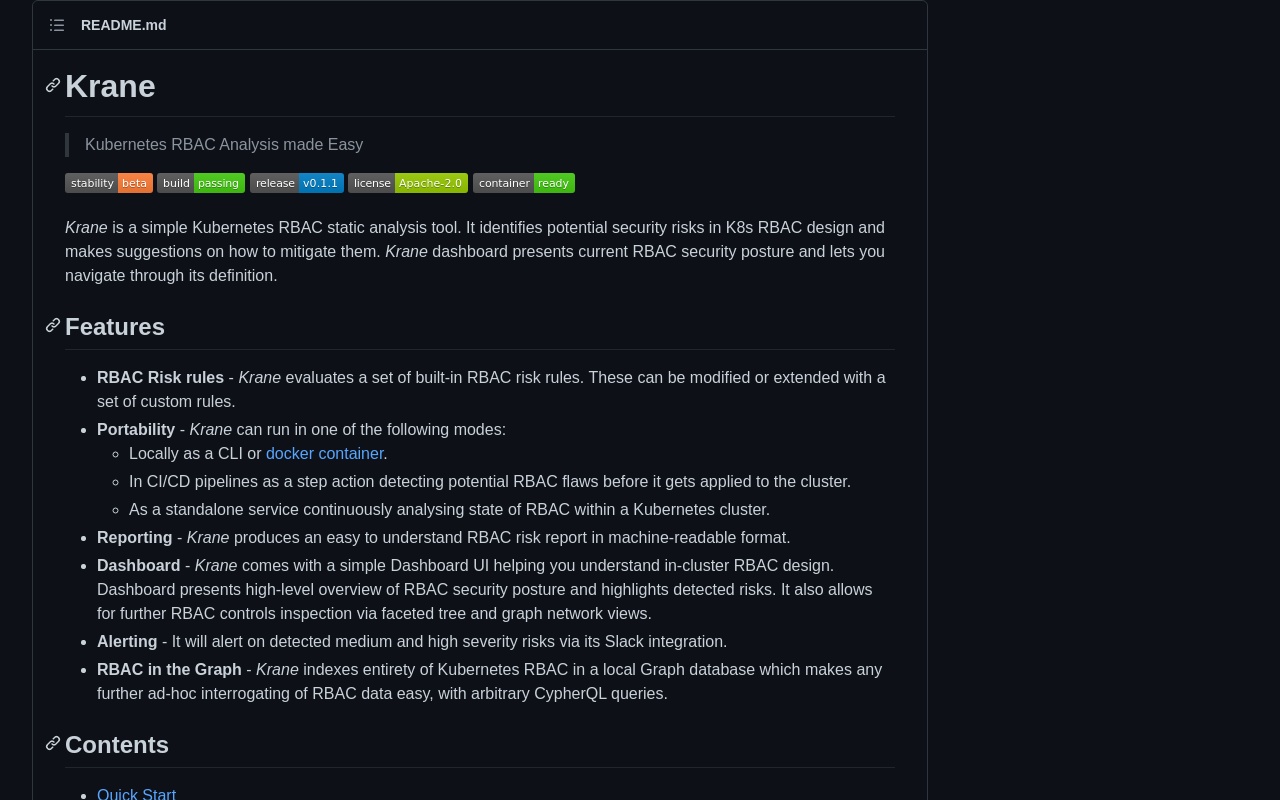 README.md
Krane
Kubernetes RBAC Analysis made Easy
stability beta build passing release v0.1.1 license Apache-2.0 container ready
Krane is a simple Kubernetes RBAC static analysis tool. It identifies potential security risks in K8s RBAC design and
makes suggestions on how to mitigate them. Krane dashboard presents current RBAC security posture and lets you
navigate through its definition.
Features
RBAC Risk rules - Krane evaluates a set of built-in RBAC risk rules. These can be modified or extended with a
set of custom rules.
Portability - Krane can run in one of the following modes:
Locally as a CLI or docker container.
In CI/CD pipelines as a step action detecting potential RBAC flaws before it gets applied to the cluster.
As a standalone service continuously analysing state of RBAC within a Kubernetes cluster.
Reporting - Krane produces an easy to understand RBAC risk report in machine-readable format.
Dashboard - Krane comes with a simple Dashboard UI helping you understand in-cluster RBAC design.
Dashboard presents high-level overview of RBAC security posture and highlights detected risks. It also allows
for further RBAC controls inspection via faceted tree and graph network views.
Alerting - It will alert on detected medium and high severity risks via its Slack integration.
RBAC in the Graph - Krane indexes entirety of Kubernetes RBAC in a local Graph database which makes any
further ad-hoc interrogating of RBAC data easy, with arbitrary CypherQL queries.
Contents
Quick Start